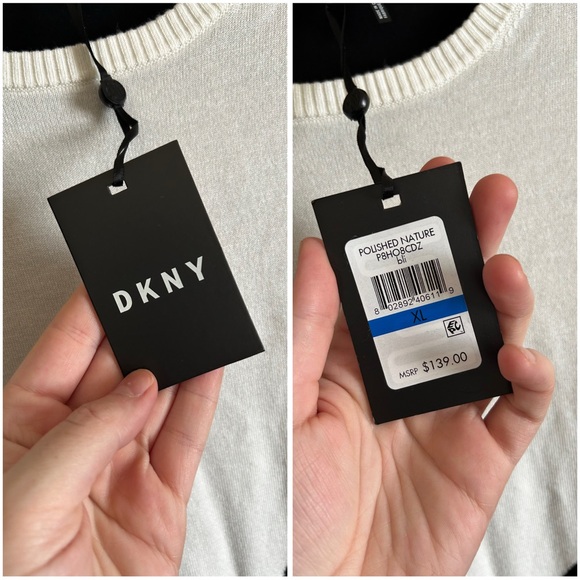 DKNY
POLISHED NATURE
P8HO8CDZ
bli
8 02892 40611 9
XL
MSRP $139.00